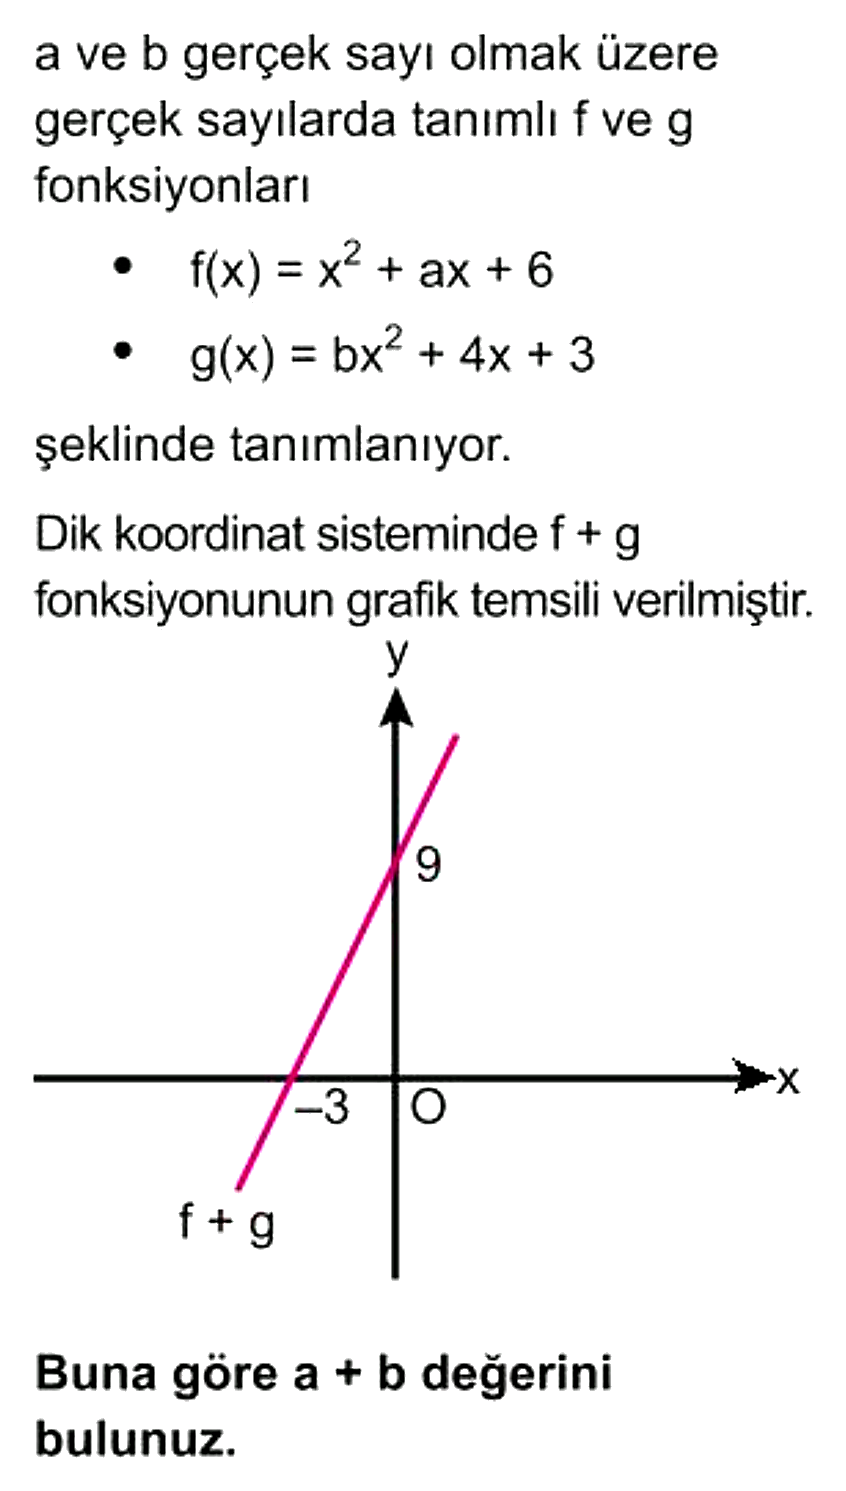 a ve b gerçek sayı olmak üzere
gerçek sayılarda tanımlı f ve g
fonksiyonları
• f(x) = x² + ax + 6
• g(x) = bx² + 4x + 3
şeklinde tanımlanıyor.
Dik koordinat sisteminde f + g
fonksiyonunun grafik temsili verilmiştir.
y
9
x
–3 O
f + g
Buna göre a + b değerini
bulunuz.